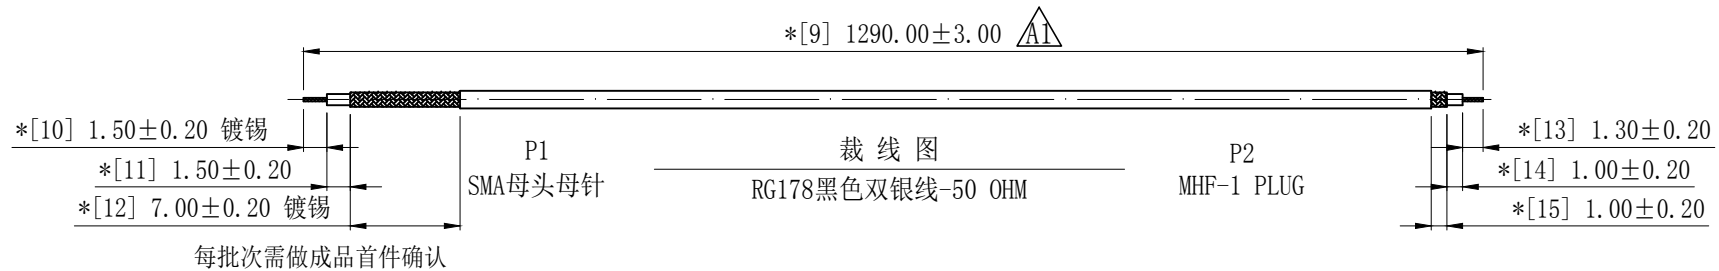 *[9] 1290.00±3.00 A1
*[10] 1.50±0.20 镀锡
*[11] 1.50±0.20
*[12] 7.00±0.20 镀锡
每批次需做成品首件确认
P1
SMA母头母针
裁线图
RG178黑色双银线-50 OHM
P2
MHF-1 PLUG
*[13] 1.30±0.20
*[14] 1.00±0.20
*[15] 1.00±0.20